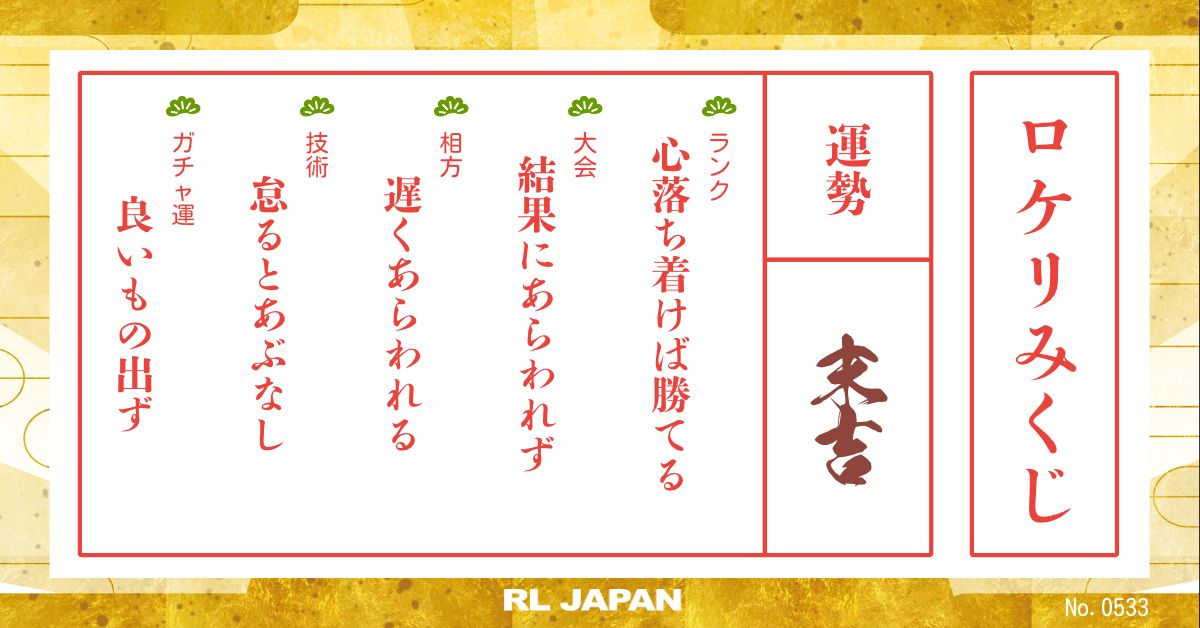 ロケリみくじ
運勢
末吉
ランク
心落ち着けば勝てる
大会
結果にあらわれず
相方
遅くあらわれる
技術
怠るとあぶなし
ガチャ運
良いもの出ず
RL JAPAN
No. 0533